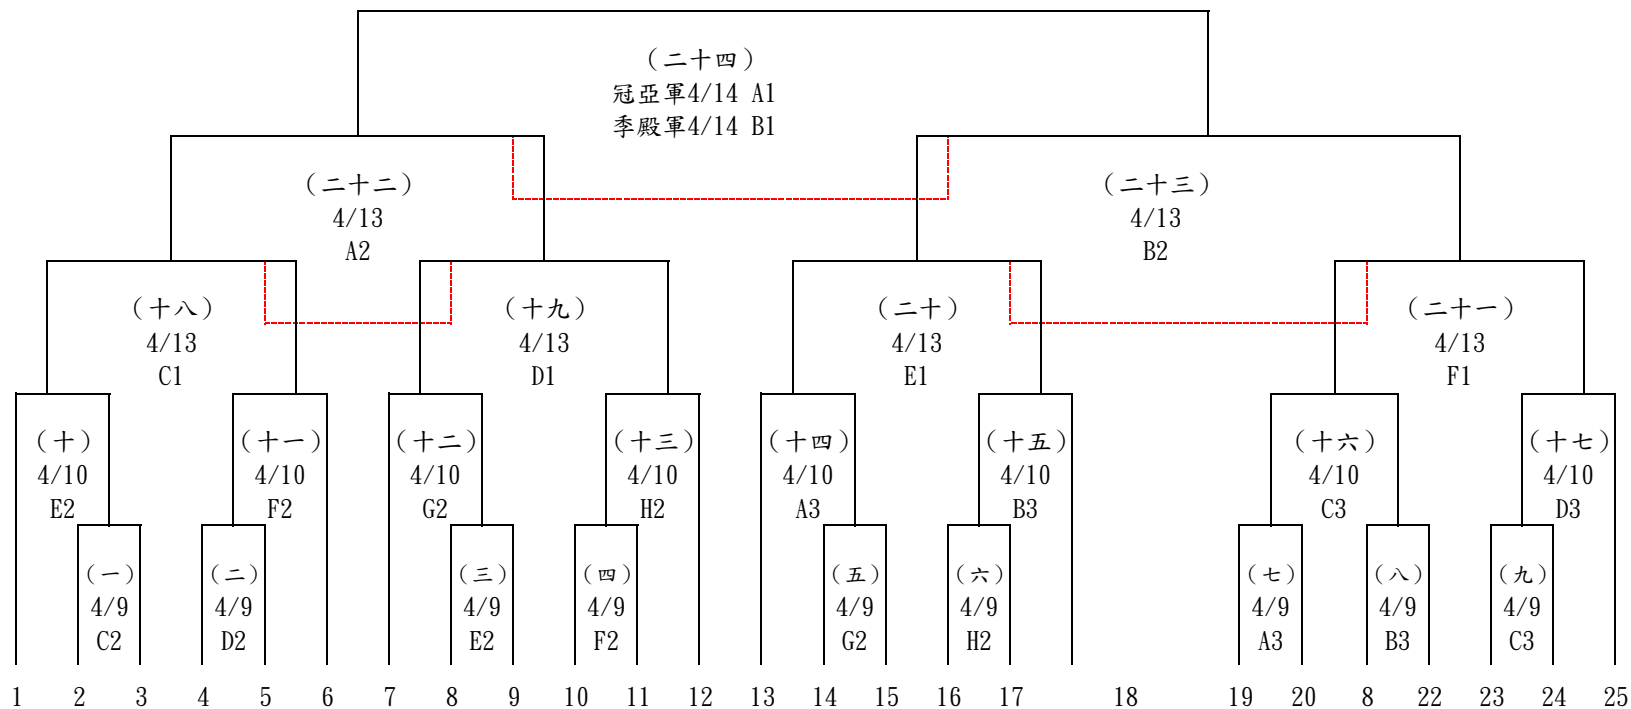 (二十四)
冠亞軍4/14 A1
季殿軍4/14 B1
(二十二)
4/13
A2
(二十三)
4/13
B2
(十八)
4/13
C1
(十九)
4/13
D1
(二十)
4/13
E1
(二十一)
4/13
F1
(十)
4/10
E2
(十一)
4/10
F2
(十二)
4/10
G2
(十三)
4/10
H2
(十四)
4/10
A3
(十五)
4/10
B3
(十六)
4/10
C3
(十七)
4/10
D3
(一)
4/9
C2
(二)
4/9
D2
(三)
4/9
E2
(四)
4/9
F2
(五)
4/9
G2
(六)
4/9
H2
(七)
4/9
A3
(八)
4/9
B3
(九)
4/9
C3
1 2 3 4 5 6 7 8 9 10 11 12 13 14 15 16 17 18 19 20 8 22 23 24 25